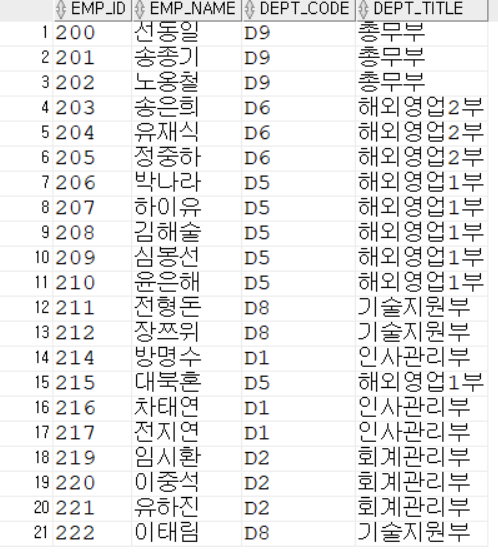 EMP_ID EMP_NAME DEPT_CODE DEPT_TITLE
1 200 선동일 D9 총무부
2 201 송종기 D9 총무부
3 202 노옹철 D9 총무부
4 203 송은희 D6 해외영업2부
5 204 유재식 D6 해외영업2부
6 205 정중하 D6 해외영업2부
7 206 박나라 D5 해외영업1부
8 207 하이유 D5 해외영업1부
9 208 김해술 D5 해외영업1부
10 209 심봉선 D5 해외영업1부
11 210 윤은해 D5 해외영업1부
12 211 전형돈 D8 기술지원부
13 212 장쯔위 D8 기술지원부
14 214 방명수 D1 인사관리부
15 215 대북혼 D5 해외영업1부
16 216 차태연 D1 인사관리부
17 217 전지연 D1 인사관리부
18 219 임시환 D2 회계관리부
19 220 이중석 D2 회계관리부
20 221 유하진 D2 회계관리부
21 222 이태림 D8 기술지원부